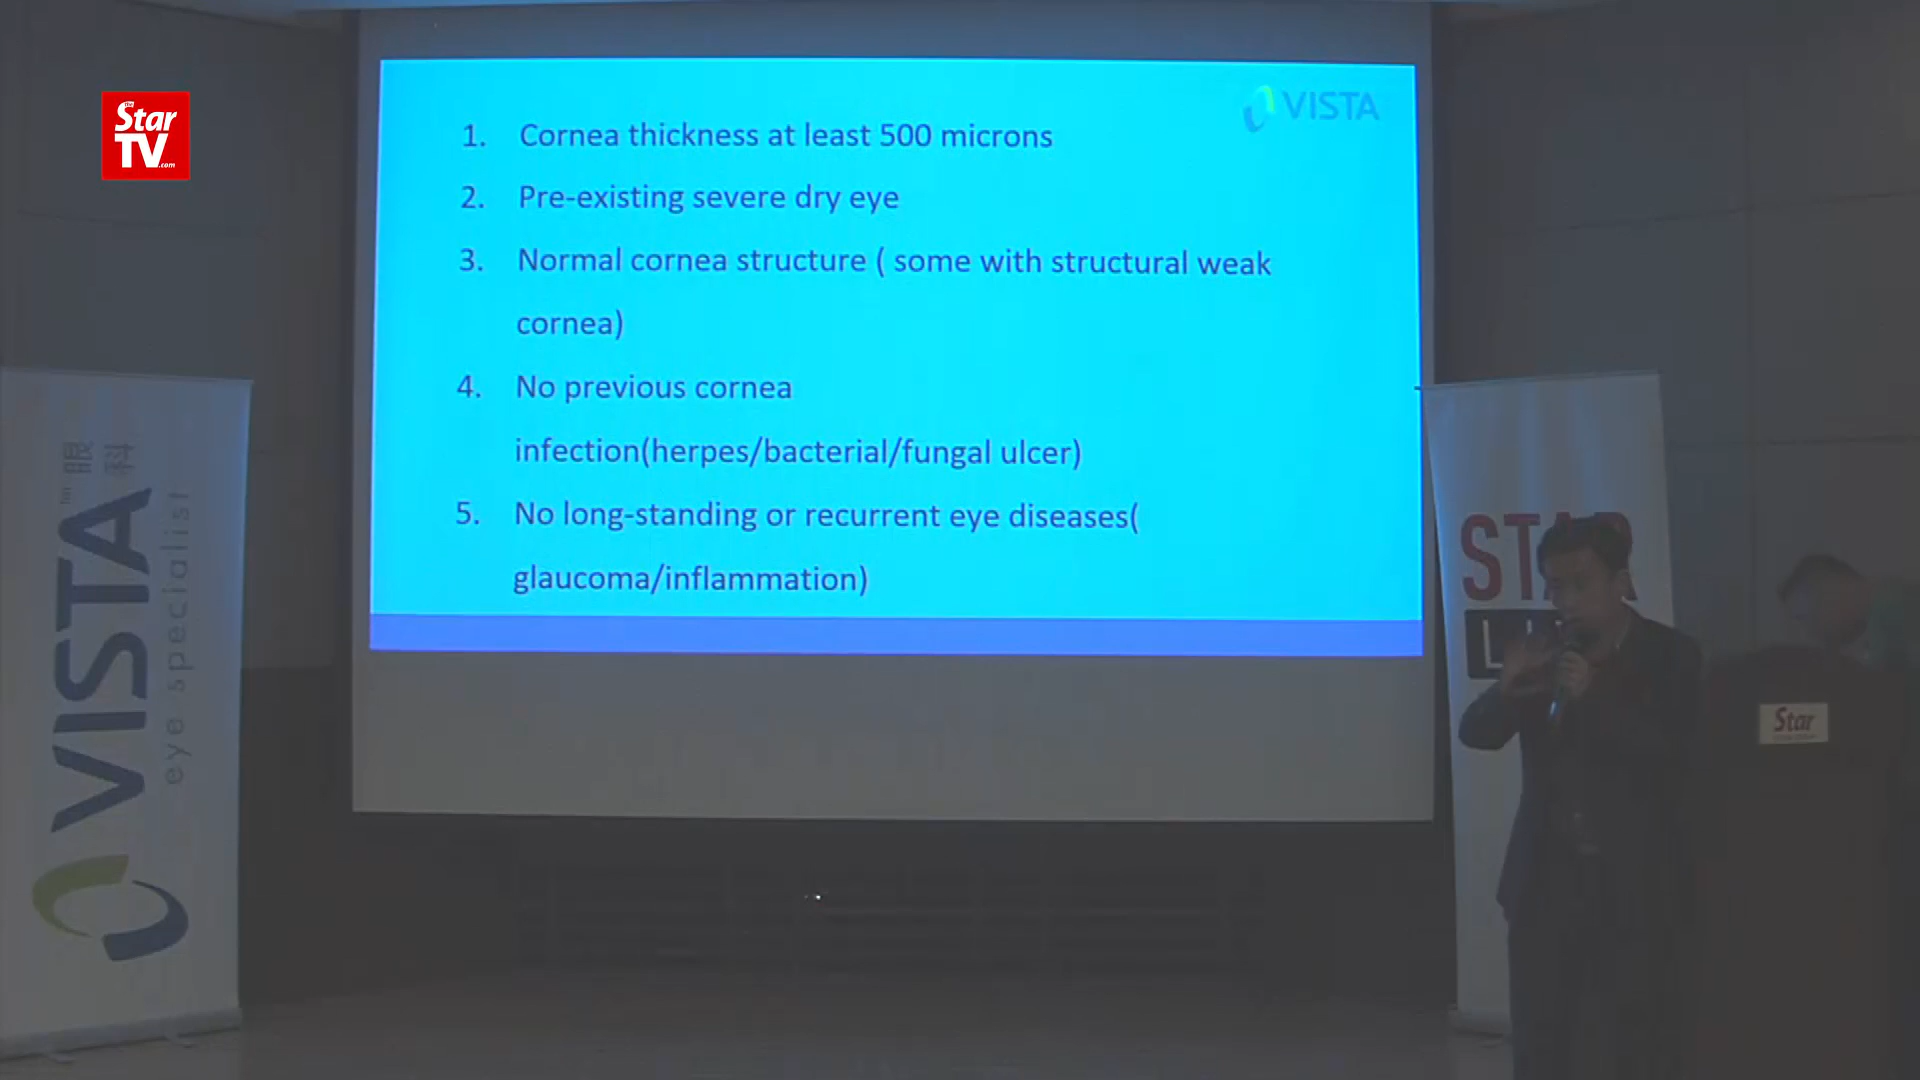 The
Star
TV.com
VISTA
1. Cornea thickness at least 500 microns
2. Pre-existing severe dry eye
3. Normal cornea structure ( some with structural weak
cornea)
4. No previous cornea
infection(herpes/bacterial/fungal ulcer)
5. No long-standing or recurrent eye diseases(
glaucoma/inflammation)
VISTA™ 眼科
eye specialist
Star